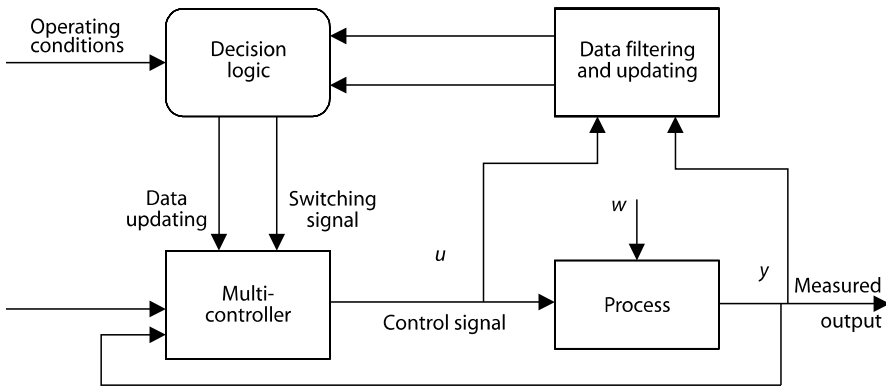 Operating
conditions
Decision
logic
Data filtering
and updating
Data
updating
Switching
signal
w
u
y
Multi-
controller
Control signal
Process
Measured
output